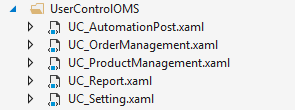 UserControlOMS
UC_AutomationPost.xaml
UC_OrderManagement.xaml
UC_ProductManagement.xaml
UC_Report.xaml
UC_Setting.xaml